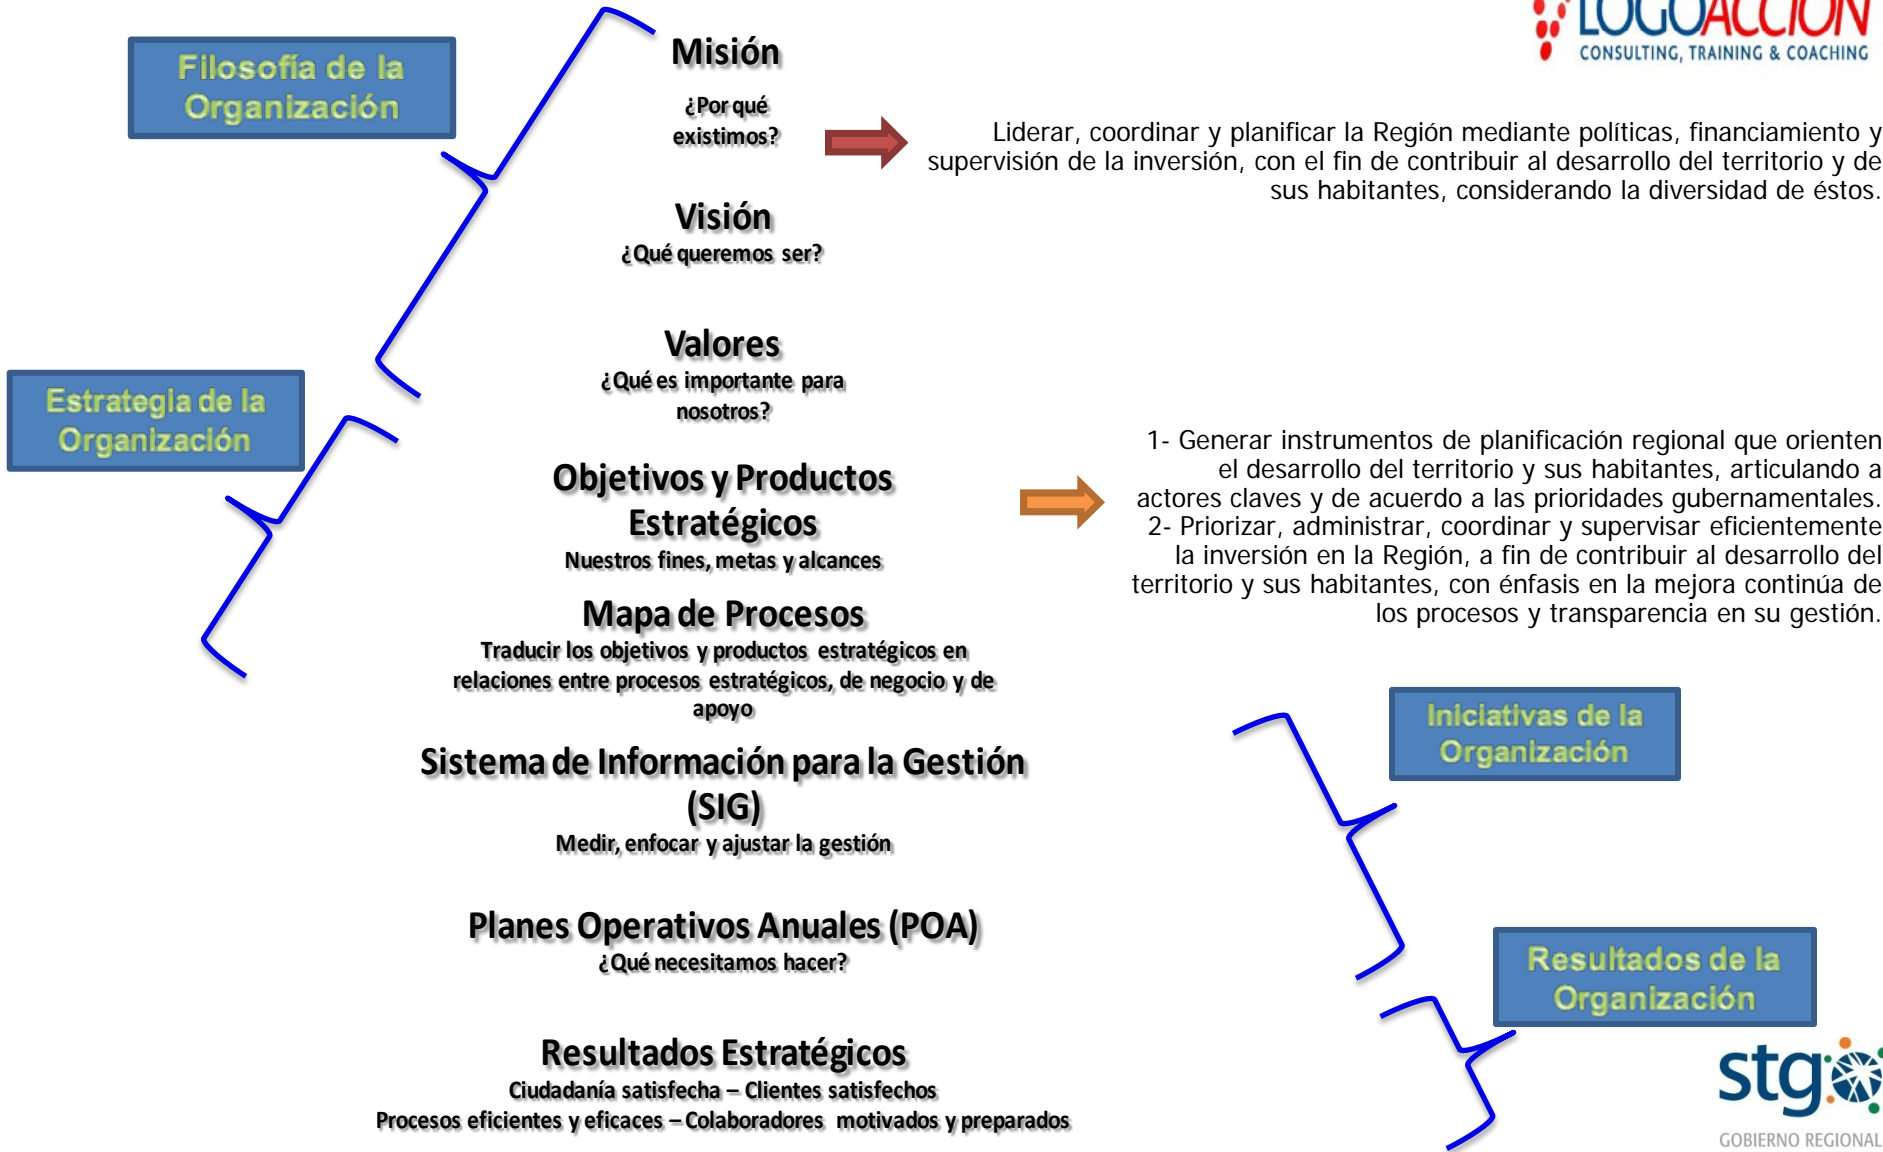 LOGOACCION
CONSULTING, TRAINING & COACHING
Filosofía de la
Organización
Misión
¿Por qué
existimos?
Liderar, coordinar y planificar la Región mediante políticas, financiamiento y
supervisión de la inversión, con el fin de contribuir al desarrollo del territorio y de
sus habitantes, considerando la diversidad de éstos.
Visión
¿Qué queremos ser?
Valores
¿Qué es importante para
nosotros?
Estrategia de la
Organización
Objetivos y Productos
Estratégicos
Nuestros fines, metas y alcances
1- Generar instrumentos de planificación regional que orienten
el desarrollo del territorio y sus habitantes, articulando a
actores claves y de acuerdo a las prioridades gubernamentales.
2- Priorizar, administrar, coordinar y supervisar eficientemente
la inversión en la Región, a fin de contribuir al desarrollo del
territorio y sus habitantes, con énfasis en la mejora continúa de
los procesos y transparencia en su gestión.
Mapa de Procesos
Traducir los objetivos y productos estratégicos en
relaciones entre procesos estratégicos, de negocio y de
apoyo
Iniciativas de la
Organización
Sistema de Información para la Gestión
(SIG)
Medir, enfocar y ajustar la gestión
Planes Operativos Anuales (POA)
¿Qué necesitamos hacer?
Resultados de la
Organización
Resultados Estratégicos
Ciudadanía satisfecha – Clientes satisfechos
Procesos eficientes y eficaces – Colaboradores motivados y preparados
stgo
GOBIERNO REGIONAL